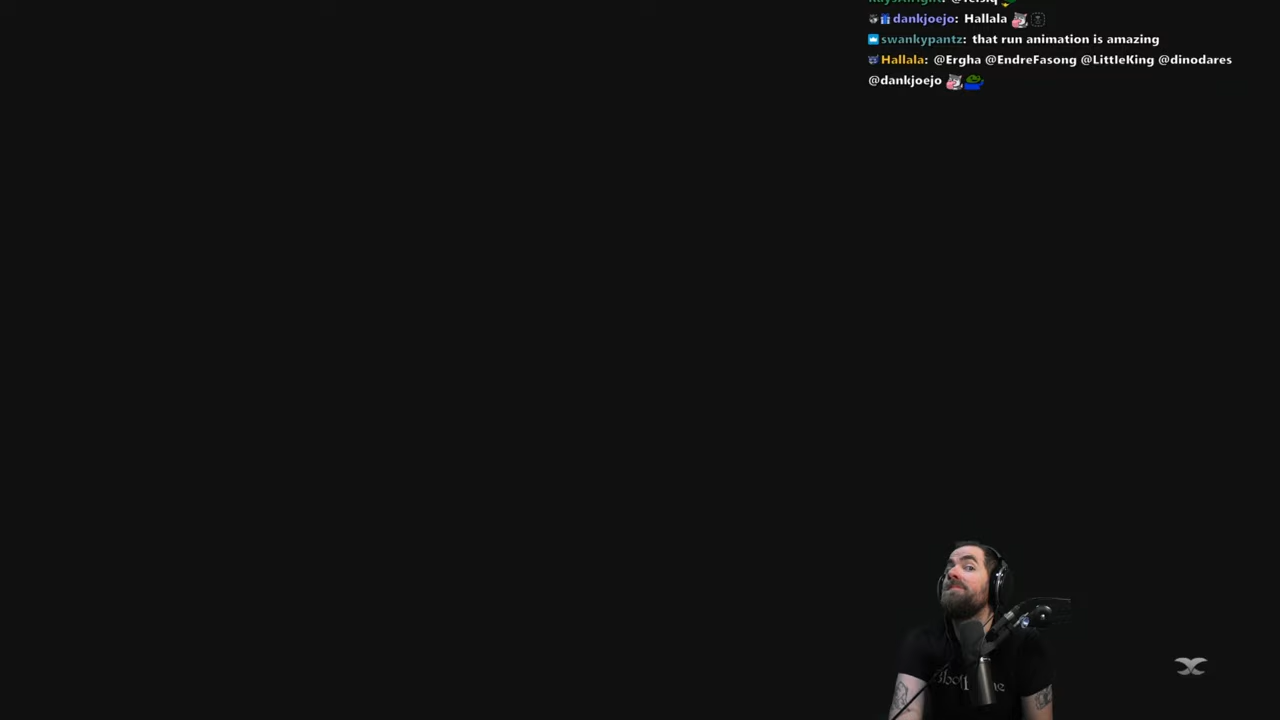 dankjoejo: Hallala
swankypantz: that run animation is amazing
Hallala: @Ergha @EndreFasong @LittleKing @dinodares
@dankjoejo